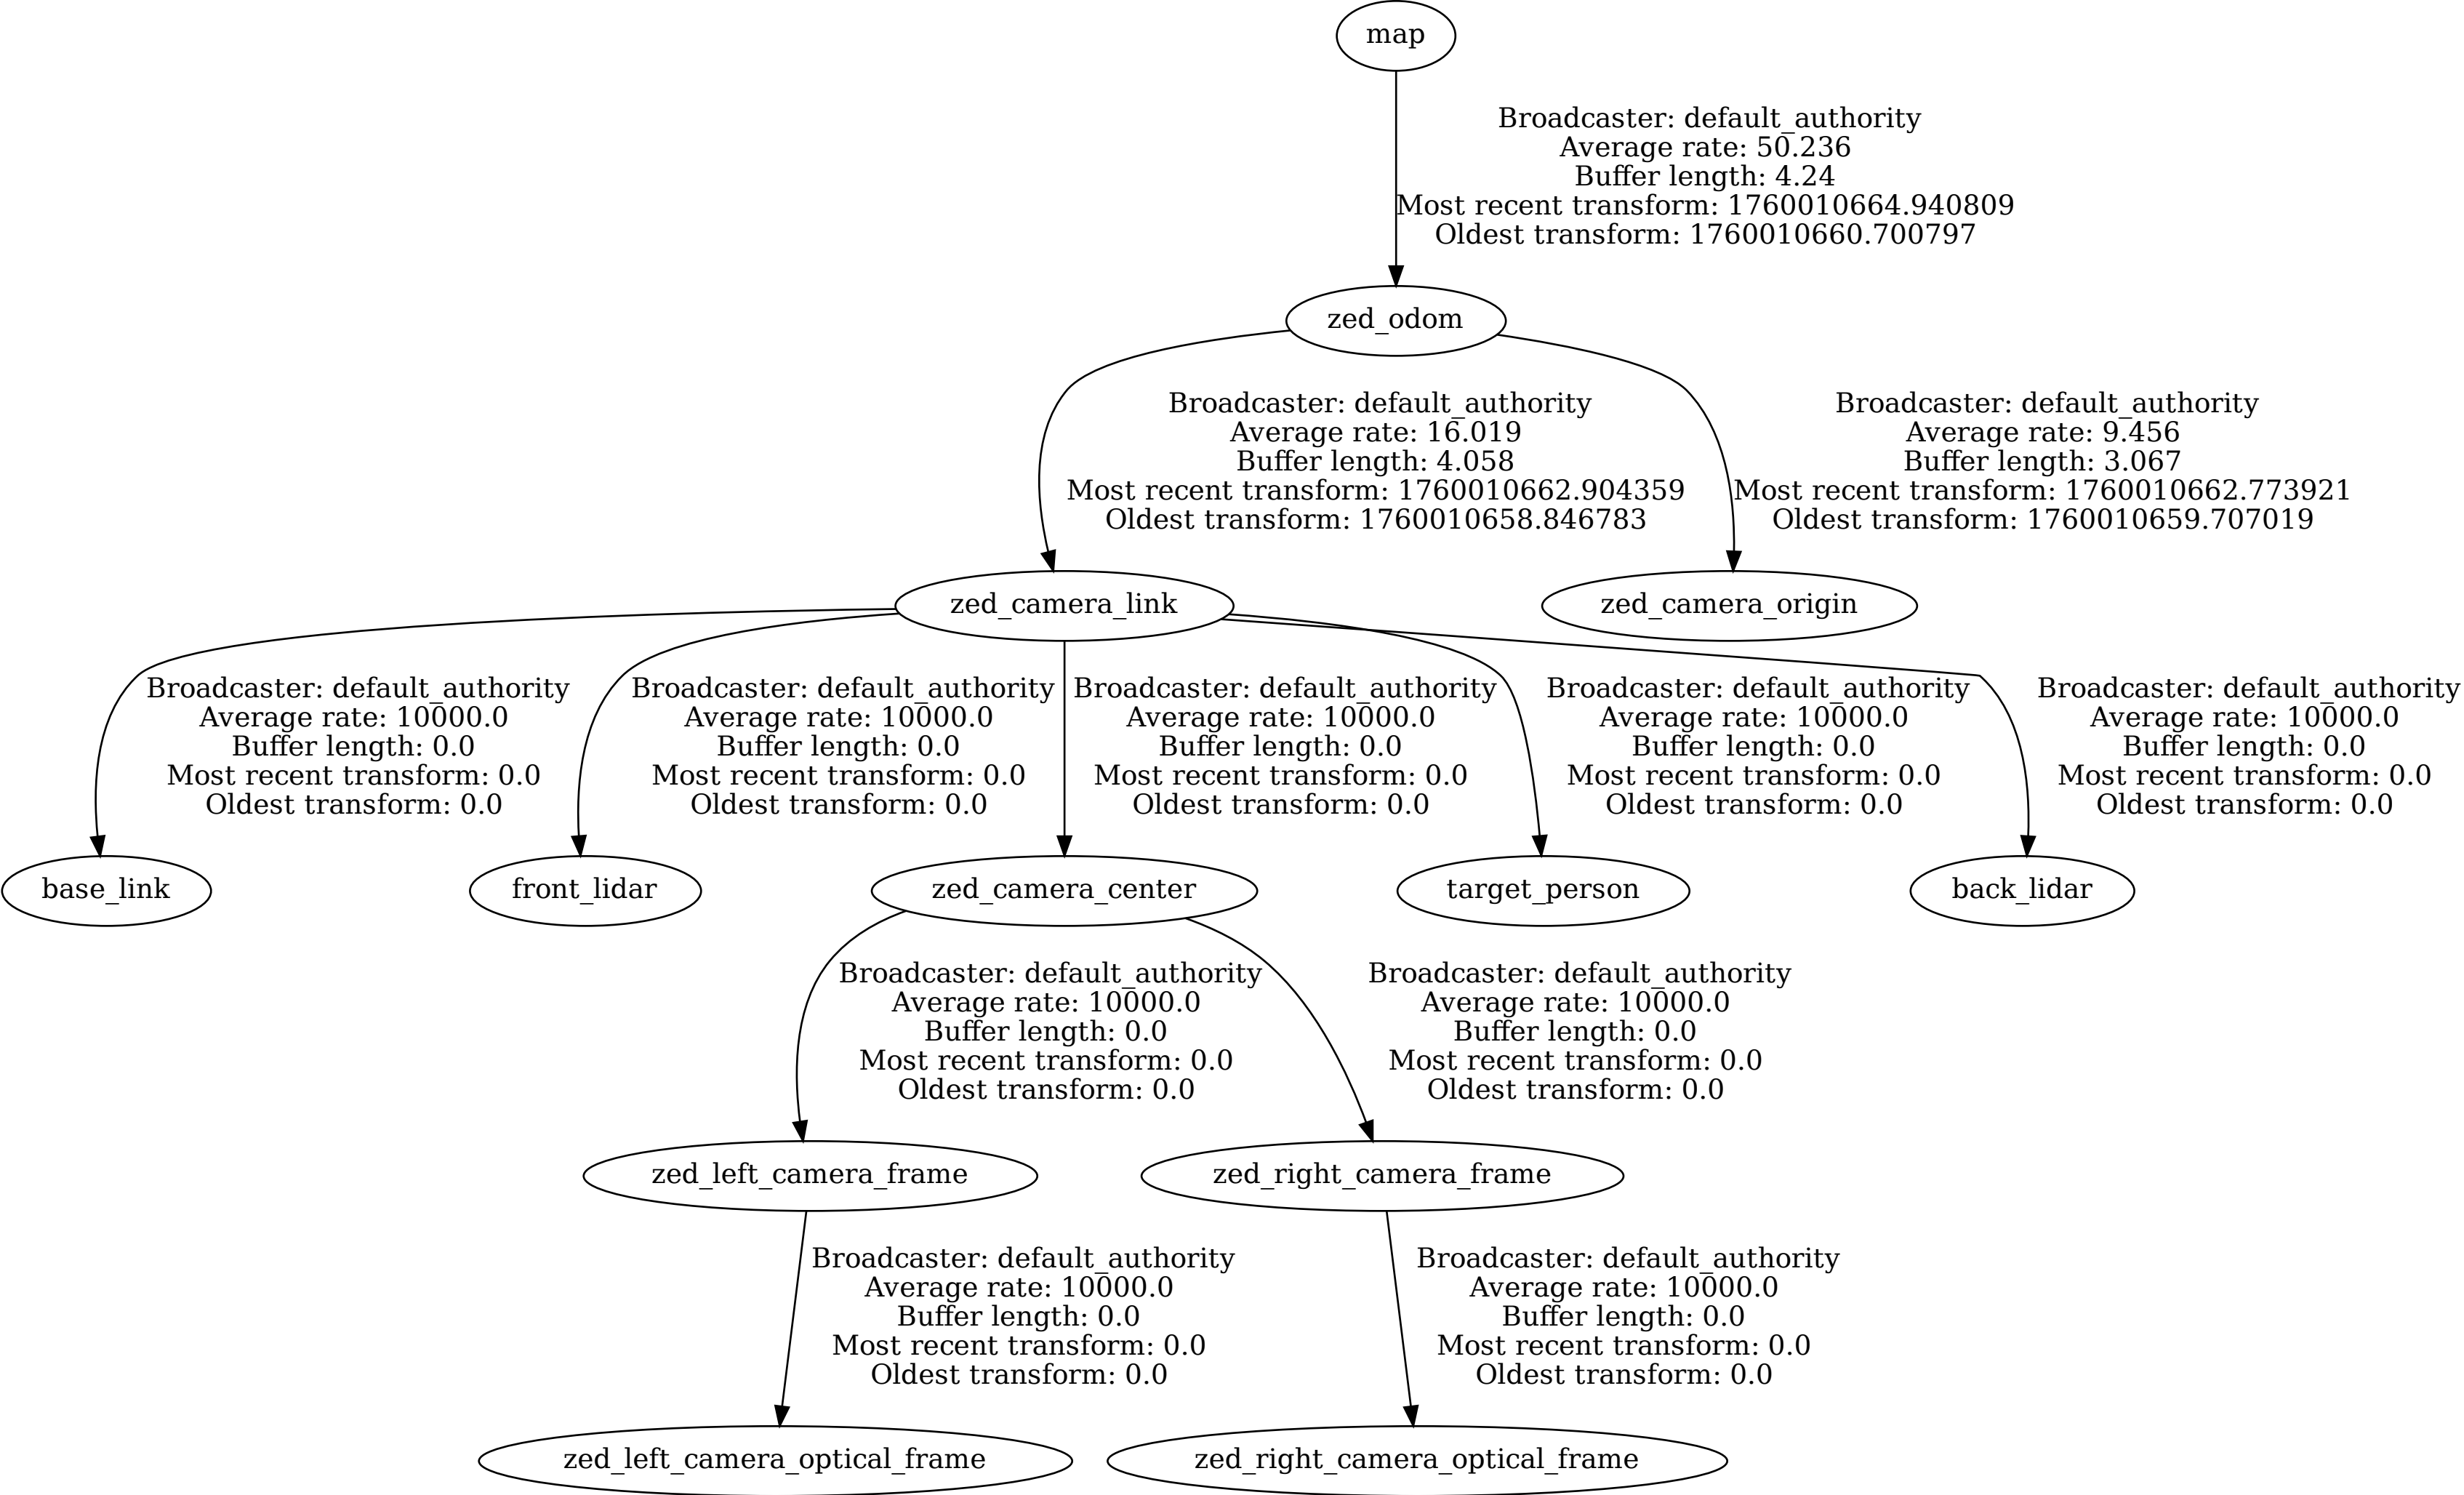 map
Broadcaster: default_authority
Average rate: 50.236
Buffer length: 4.24
Most recent transform: 1760010664.940809
Oldest transform: 1760010660.700797
zed_odom
Broadcaster: default_authority
Average rate: 16.019
Buffer length: 4.058
Most recent transform: 1760010662.904359
Oldest transform: 1760010658.846783
Broadcaster: default_authority
Average rate: 9.456
Buffer length: 3.067
Most recent transform: 1760010662.773921
Oldest transform: 1760010659.707019
zed_camera_link
zed_camera_origin
Broadcaster: default_authority
Average rate: 10000.0
Buffer length: 0.0
Most recent transform: 0.0
Oldest transform: 0.0
Broadcaster: default_authority
Average rate: 10000.0
Buffer length: 0.0
Most recent transform: 0.0
Oldest transform: 0.0
Broadcaster: default_authority
Average rate: 10000.0
Buffer length: 0.0
Most recent transform: 0.0
Oldest transform: 0.0
Broadcaster: default_authority
Average rate: 10000.0
Buffer length: 0.0
Most recent transform: 0.0
Oldest transform: 0.0
Broadcaster: default_authority
Average rate: 10000.0
Buffer length: 0.0
Most recent transform: 0.0
Oldest transform: 0.0
base_link
front_lidar
zed_camera_center
target_person
back_lidar
Broadcaster: default_authority
Average rate: 10000.0
Buffer length: 0.0
Most recent transform: 0.0
Oldest transform: 0.0
Broadcaster: default_authority
Average rate: 10000.0
Buffer length: 0.0
Most recent transform: 0.0
Oldest transform: 0.0
zed_left_camera_frame
zed_right_camera_frame
Broadcaster: default_authority
Average rate: 10000.0
Buffer length: 0.0
Most recent transform: 0.0
Oldest transform: 0.0
Broadcaster: default_authority
Average rate: 10000.0
Buffer length: 0.0
Most recent transform: 0.0
Oldest transform: 0.0
zed_left_camera_optical_frame
zed_right_camera_optical_frame